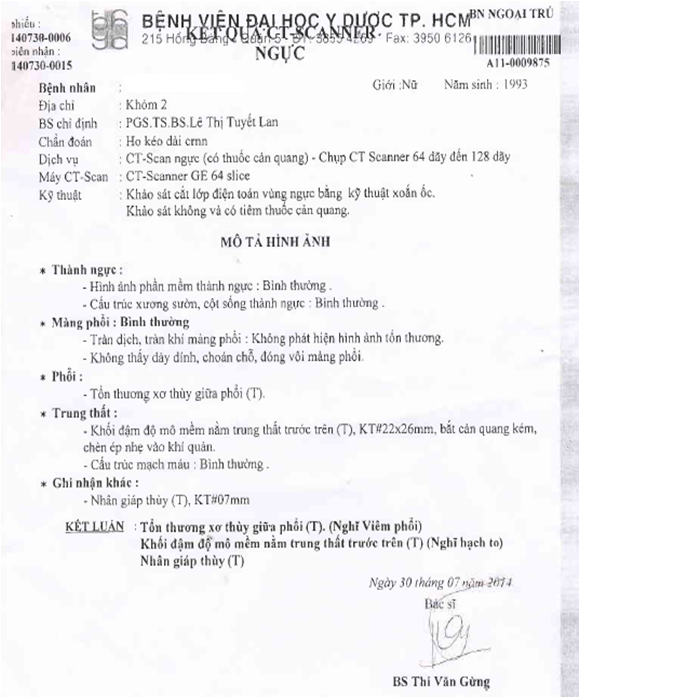 phiếu :
140730-0006
biên nhận :
140730-0015
BỆNH VIỆN ĐẠI HỌC Y DƯỢC TP. HCM
215 Hồng Bàng - Quận 5 - ĐT: 3855 4269 * Fax: 3950 6126
KẾT QUẢ CT-SCANNER
NGỰC
BN NGOẠI TRÚ
A11-0009875
Bệnh nhân :
Giới :Nữ Năm sinh : 1993
Địa chỉ : Khóm 2
BS chỉ định : PGS.TS.BS.Lê Thị Tuyết Lan
Chẩn đoán : Ho kéo dài crnn
Dịch vụ : CT-Scan ngực (có thuốc cản quang) - Chụp CT Scanner 64 dãy đến 128 dãy
Máy CT-Scan : CT-Scanner GE 64 slice
Kỹ thuật : Khảo sát cắt lớp điện toán vùng ngực bằng kỹ thuật xoắn ốc.
Khảo sát không và có tiêm thuốc cản quang.
MÔ TẢ HÌNH ẢNH
* Thành ngực :
- Hình ảnh phần mềm thành ngực : Bình thường .
- Cấu trúc xương sườn, cột sống thành ngực : Bình thường .
* Màng phổi : Bình thường
- Tràn dịch, tràn khí màng phổi : Không phát hiện hình ảnh tổn thương.
- Không thấy dày dính, choán chỗ, đóng vôi màng phổi.
* Phổi :
- Tổn thương xơ thùy giữa phổi (T).
* Trung thất :
- Khối đậm độ mô mềm nằm trung thất trước trên (T), KT#22x26mm, bắt cản quang kém,
chèn ép nhẹ vào khí quản.
- Cấu trúc mạch máu : Bình thường .
* Ghi nhận khác :
- Nhân giáp thùy (T), KT#07mm
KẾT LUẬN : Tổn thương xơ thùy giữa phổi (T). (Nghĩ Viêm phổi)
Khối đậm độ mô mềm nằm trung thất trước trên (T) (Nghĩ hạch to)
Nhân giáp thùy (T)
Ngày 30 tháng 07 năm 2014
Bác sĩ
BS Thi Văn Gừng